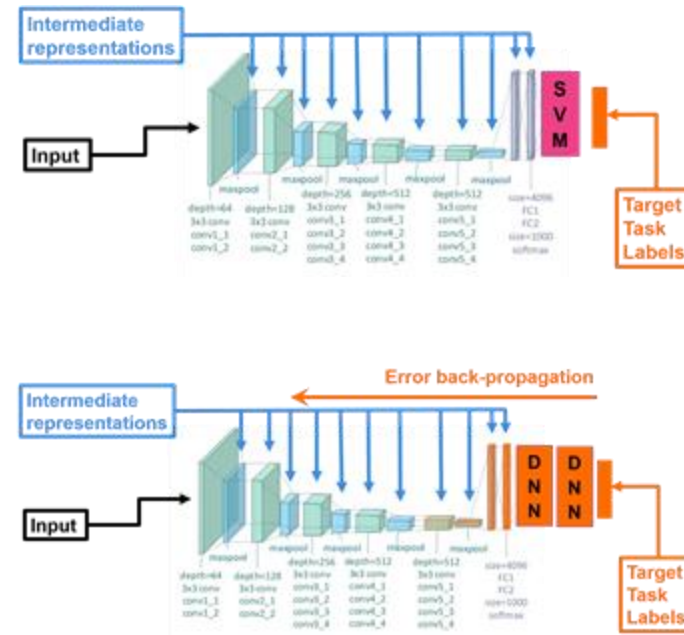 Intermediate
representations
Input
S
V
M
Target
Task
Labels
maxpool
maxpool
maxpool
maxpool
maxpool
depth=64
3x3 conv
conv1_1
conv1_2
depth=128
3x3 conv
conv2_1
conv2_2
depth=256
3x3 conv
conv3_1
conv3_2
conv3_3
conv3_4
depth=512
3x3 conv
conv4_1
conv4_2
conv4_3
conv4_4
depth=512
3x3 conv
conv5_1
conv5_2
conv5_3
conv5_4
size=4096
FC1
FC2
size=1000
softmax
Error back-propagation
Intermediate
representations
Input
D
N
N
D
N
N
Target
Task
Labels
maxpool
maxpool
maxpool
maxpool
maxpool
depth=64
3x3 conv
conv1_1
conv1_2
depth=128
3x3 conv
conv2_1
conv2_2
depth=256
3x3 conv
conv3_1
conv3_2
conv3_3
conv3_4
depth=512
3x3 conv
conv4_1
conv4_2
conv4_3
conv4_4
depth=512
3x3 conv
conv5_1
conv5_2
conv5_3
conv5_4
size=4096
FC1
FC2
size=1000
softmax